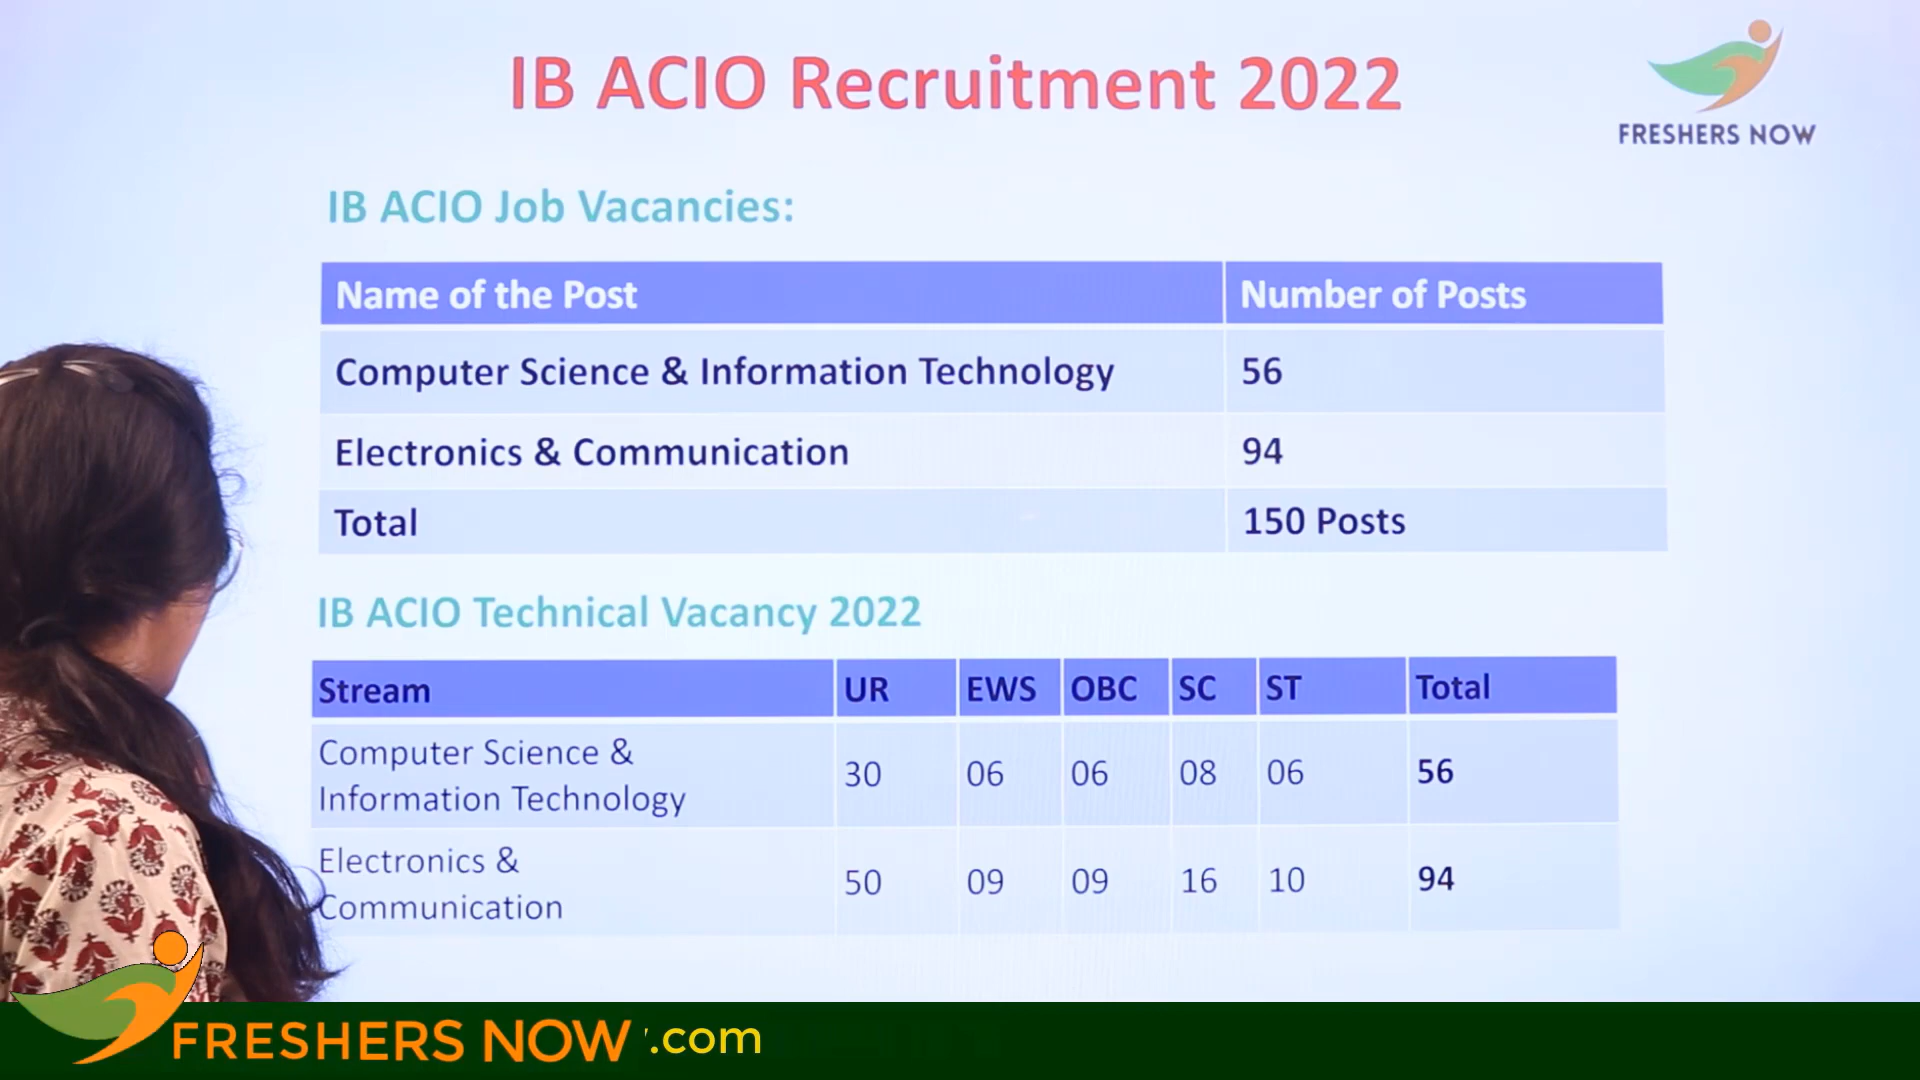 IB ACIO Recruitment 2022
FRESHERS NOW
IB ACIO Job Vacancies:
Name of the Post Number of Posts
Computer Science & Information Technology 56
Electronics & Communication 94
Total 150 Posts
IB ACIO Technical Vacancy 2022
Stream UR EWS OBC SC ST Total
Computer Science &
Information Technology 30 06 06 08 06 56
Electronics &
Communication 50 09 09 16 10 94
FRESHERS NOW .com